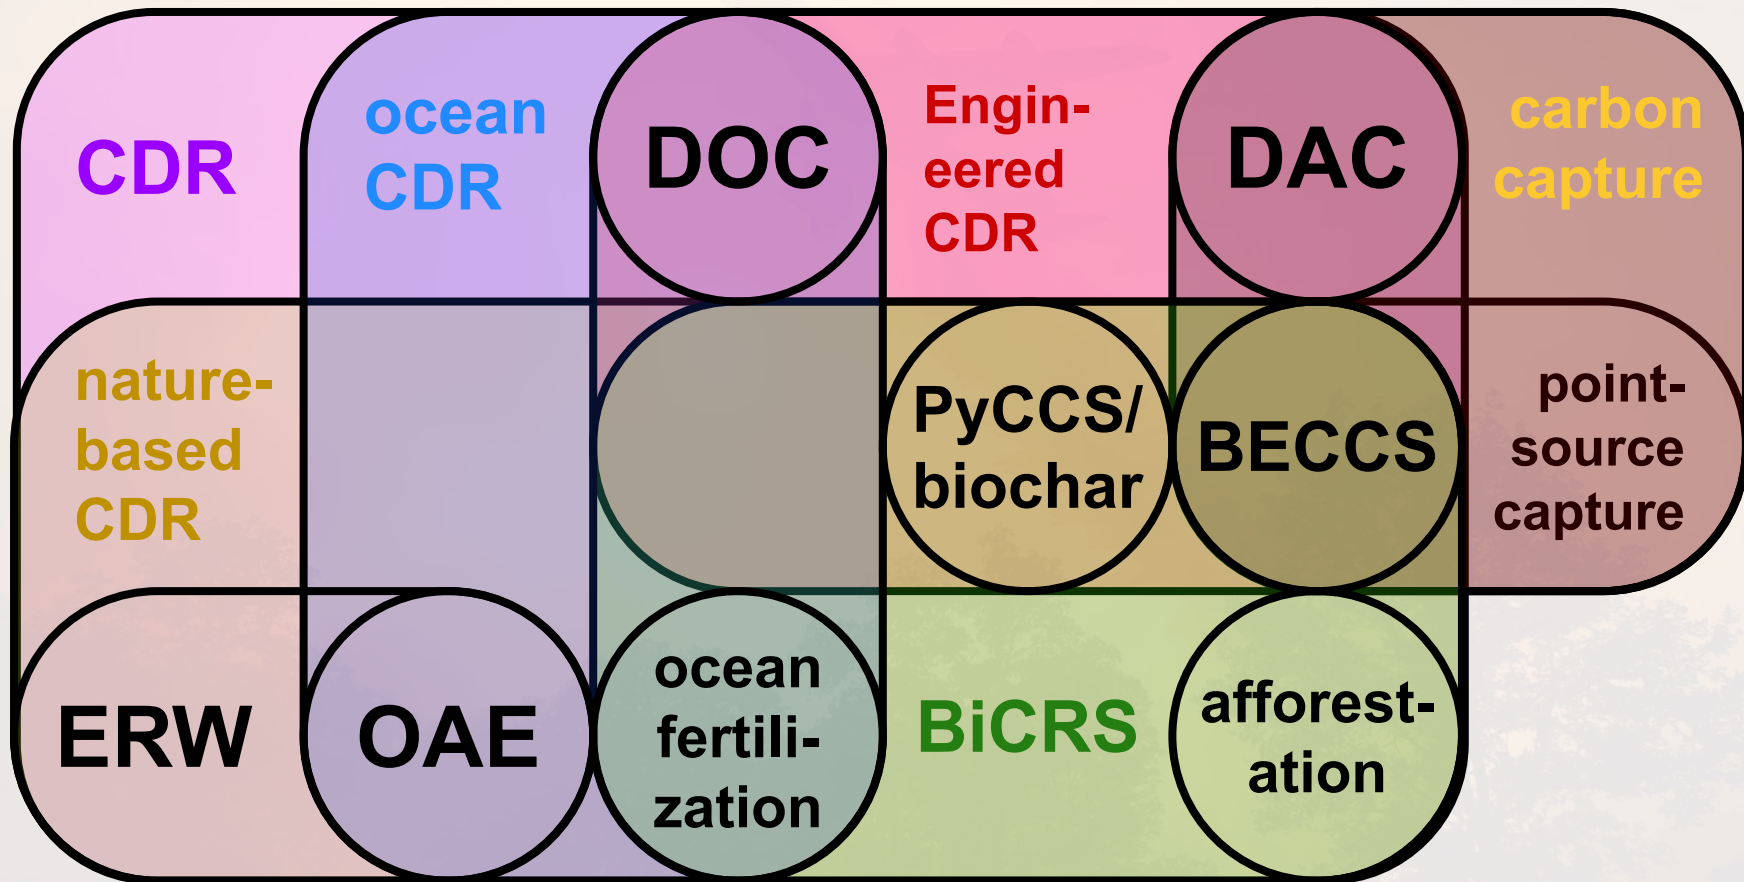 CDR
ocean
CDR
DOC
Engin-
eered
CDR
DAC
carbon
capture
nature-
based
CDR
PyCCS/
biochar
BECCS
point-
source
capture
ERW
OAE
ocean
fertili-
zation
BiCRS
afforest-
ation